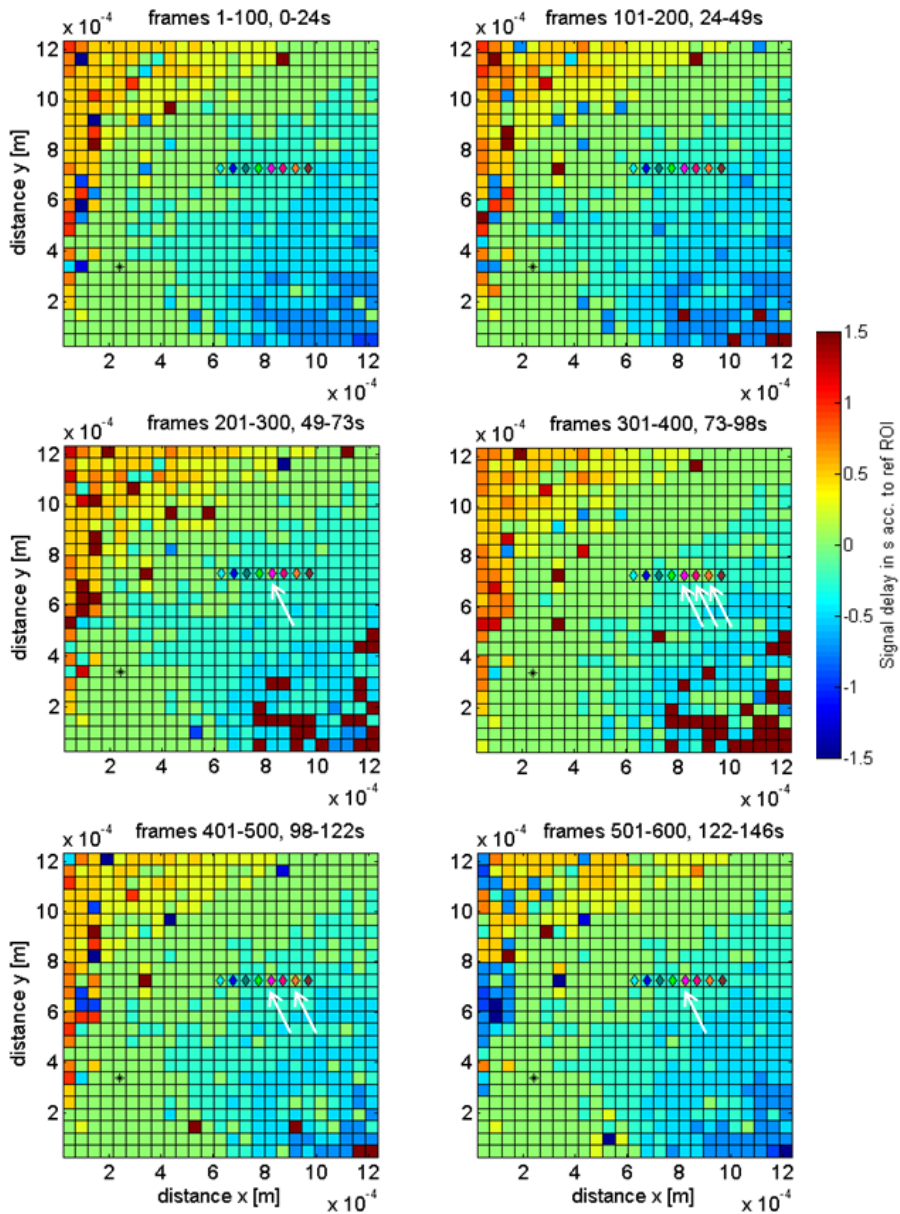 x 10⁻⁴ frames 1-100, 0-24s
x 10⁻⁴ frames 101-200, 24-49s
12
10
8
6
4
2
distance y [m]
2 4 6 8 10 12
x 10⁻⁴
12
10
8
6
4
2
2 4 6 8 10 12
x 10⁻⁴
x 10⁻⁴ frames 201-300, 49-73s
x 10⁻⁴ frames 301-400, 73-98s
12
10
8
6
4
2
distance y [m]
2 4 6 8 10 12
x 10⁻⁴
12
10
8
6
4
2
2 4 6 8 10 12
x 10⁻⁴
1.5
1
0.5
0
-0.5
-1
-1.5
Signal delay in s acc. to ref ROI
x 10⁻⁴ frames 401-500, 98-122s
x 10⁻⁴ frames 501-600, 122-146s
12
10
8
6
4
2
distance y [m]
2 4 6 8 10 12
distance x [m]
x 10⁻⁴
12
10
8
6
4
2
2 4 6 8 10 12
distance x [m]
x 10⁻⁴